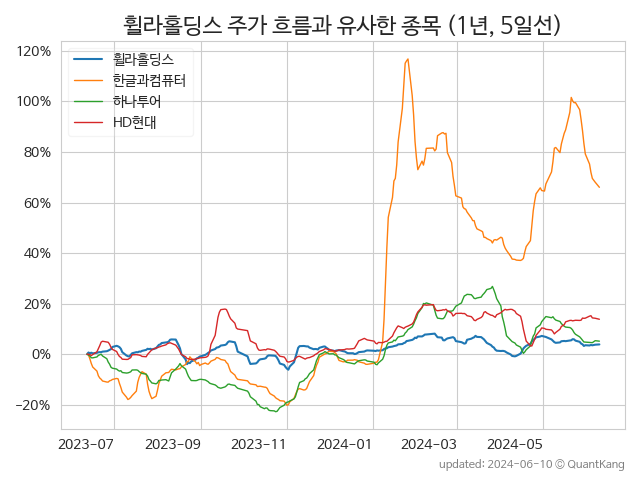 휠라홀딩스 주가 흐름과 유사한 종목 (1년, 5일선)
휠라홀딩스
한글과컴퓨터
하나투어
HD현대
120%
100%
80%
60%
40%
20%
0%
−20%
2023-07
2023-09
2023-11
2024-01
2024-03
2024-05
updated: 2024-06-10 © QuantKang